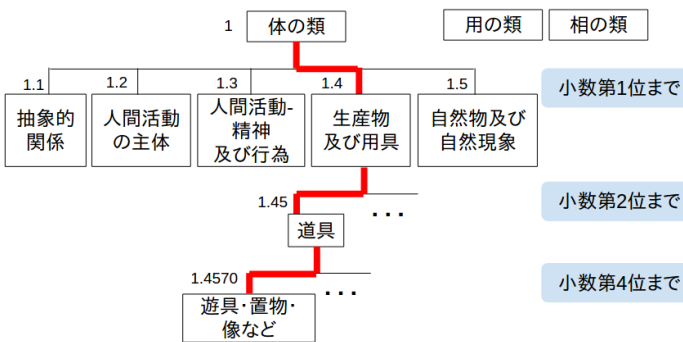 1
体の類
用の類
相の類
1.1
1.2
1.3
1.4
1.5
抽象的
関係
人間活動
の主体
人間活動-
精神
及び行為
生産物
及び用具
自然物及び
自然現象
小数第1位まで
1.45
道具
...
小数第2位まで
1.4570
遊具・置物・
像など
...
小数第4位まで